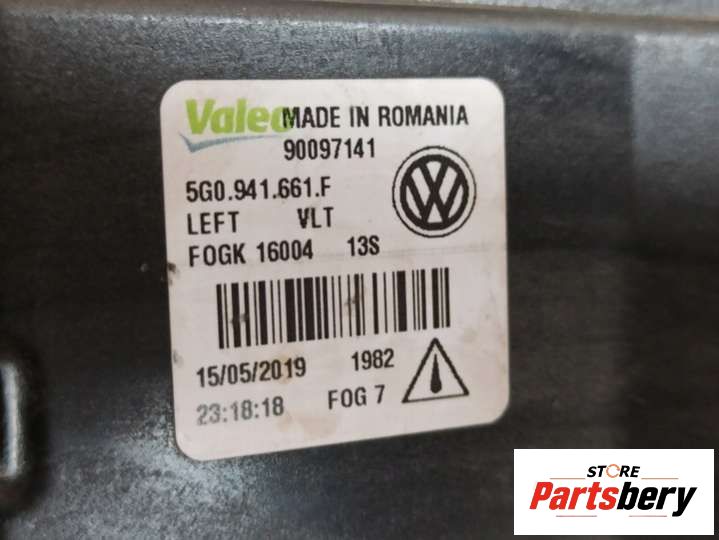 Valeo MADE IN ROMANIA
90097141
5G0.941.661.F
LEFT VLT
FOGK 16004 13S
15/05/2019 1982
23:18:18 FOG 7
STORE
Partsbery